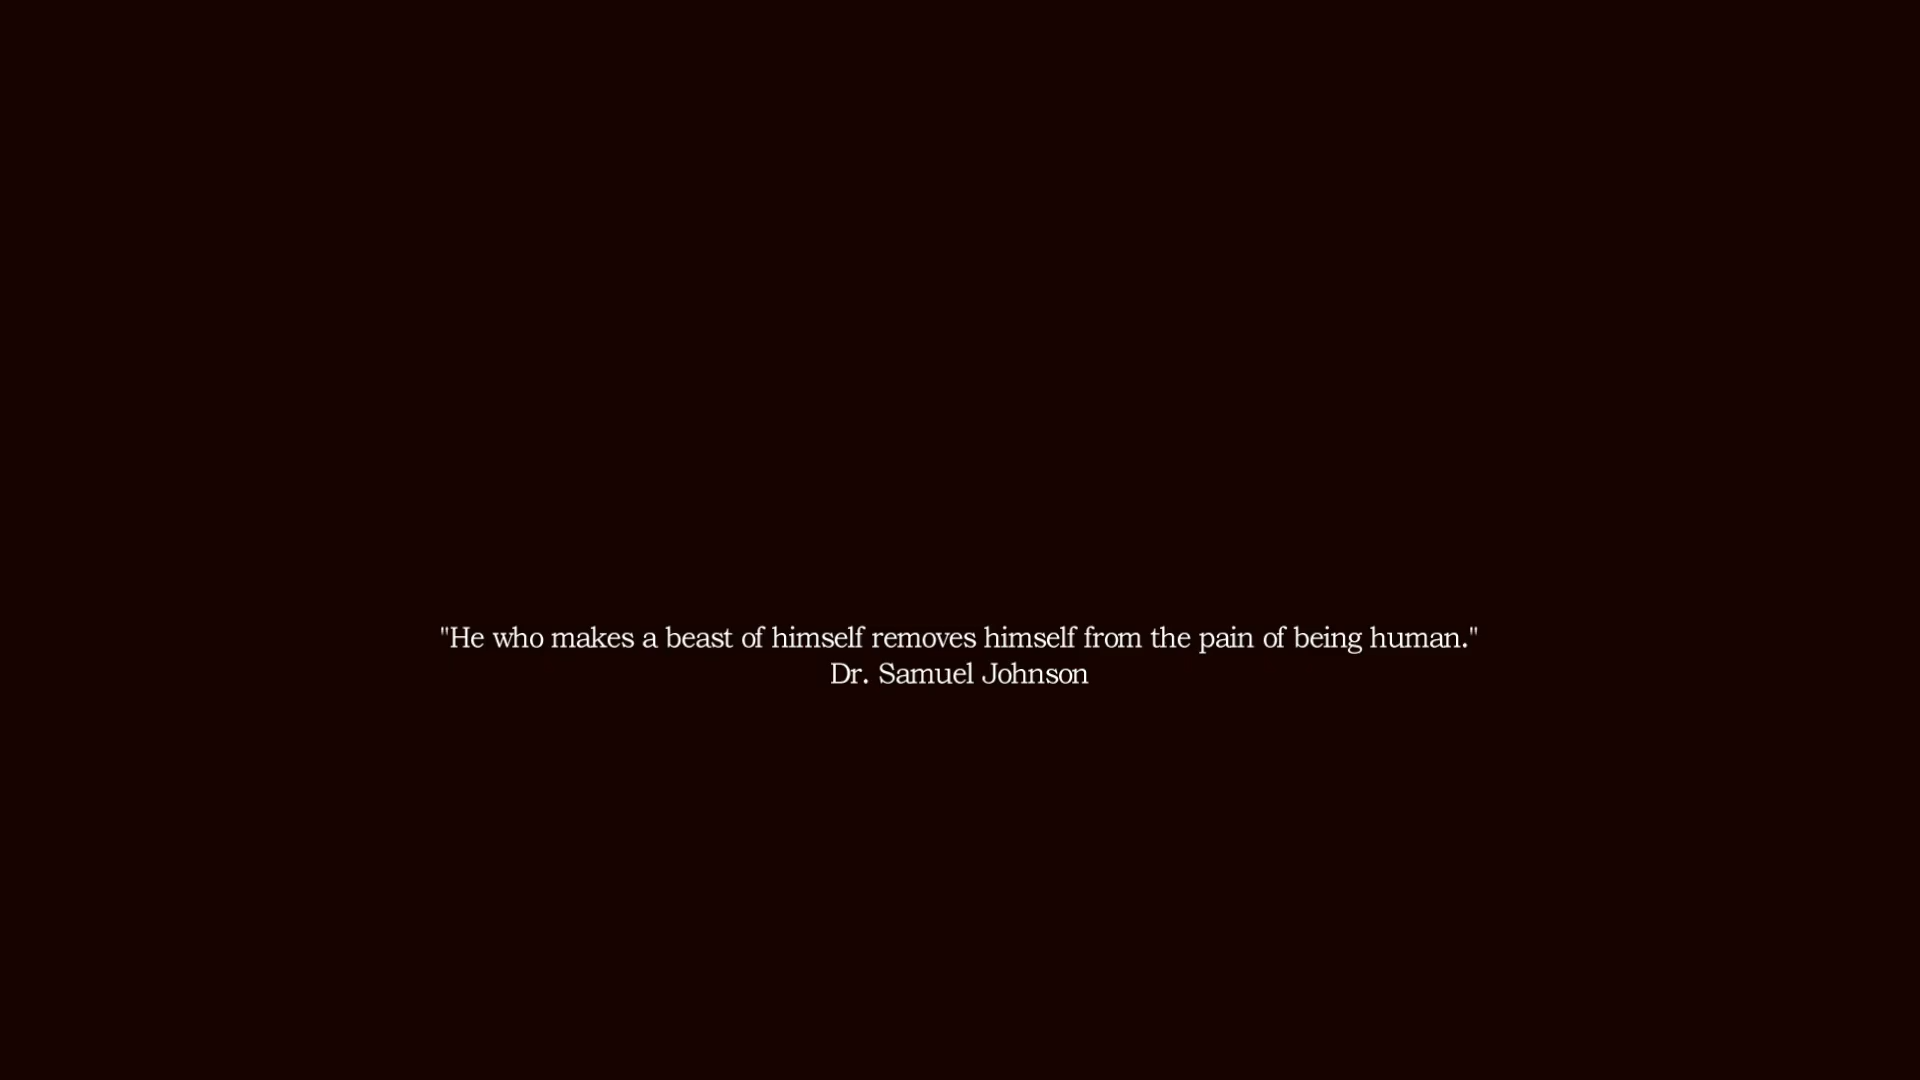 "He who makes a beast of himself removes himself from the pain of being human."
Dr. Samuel Johnson